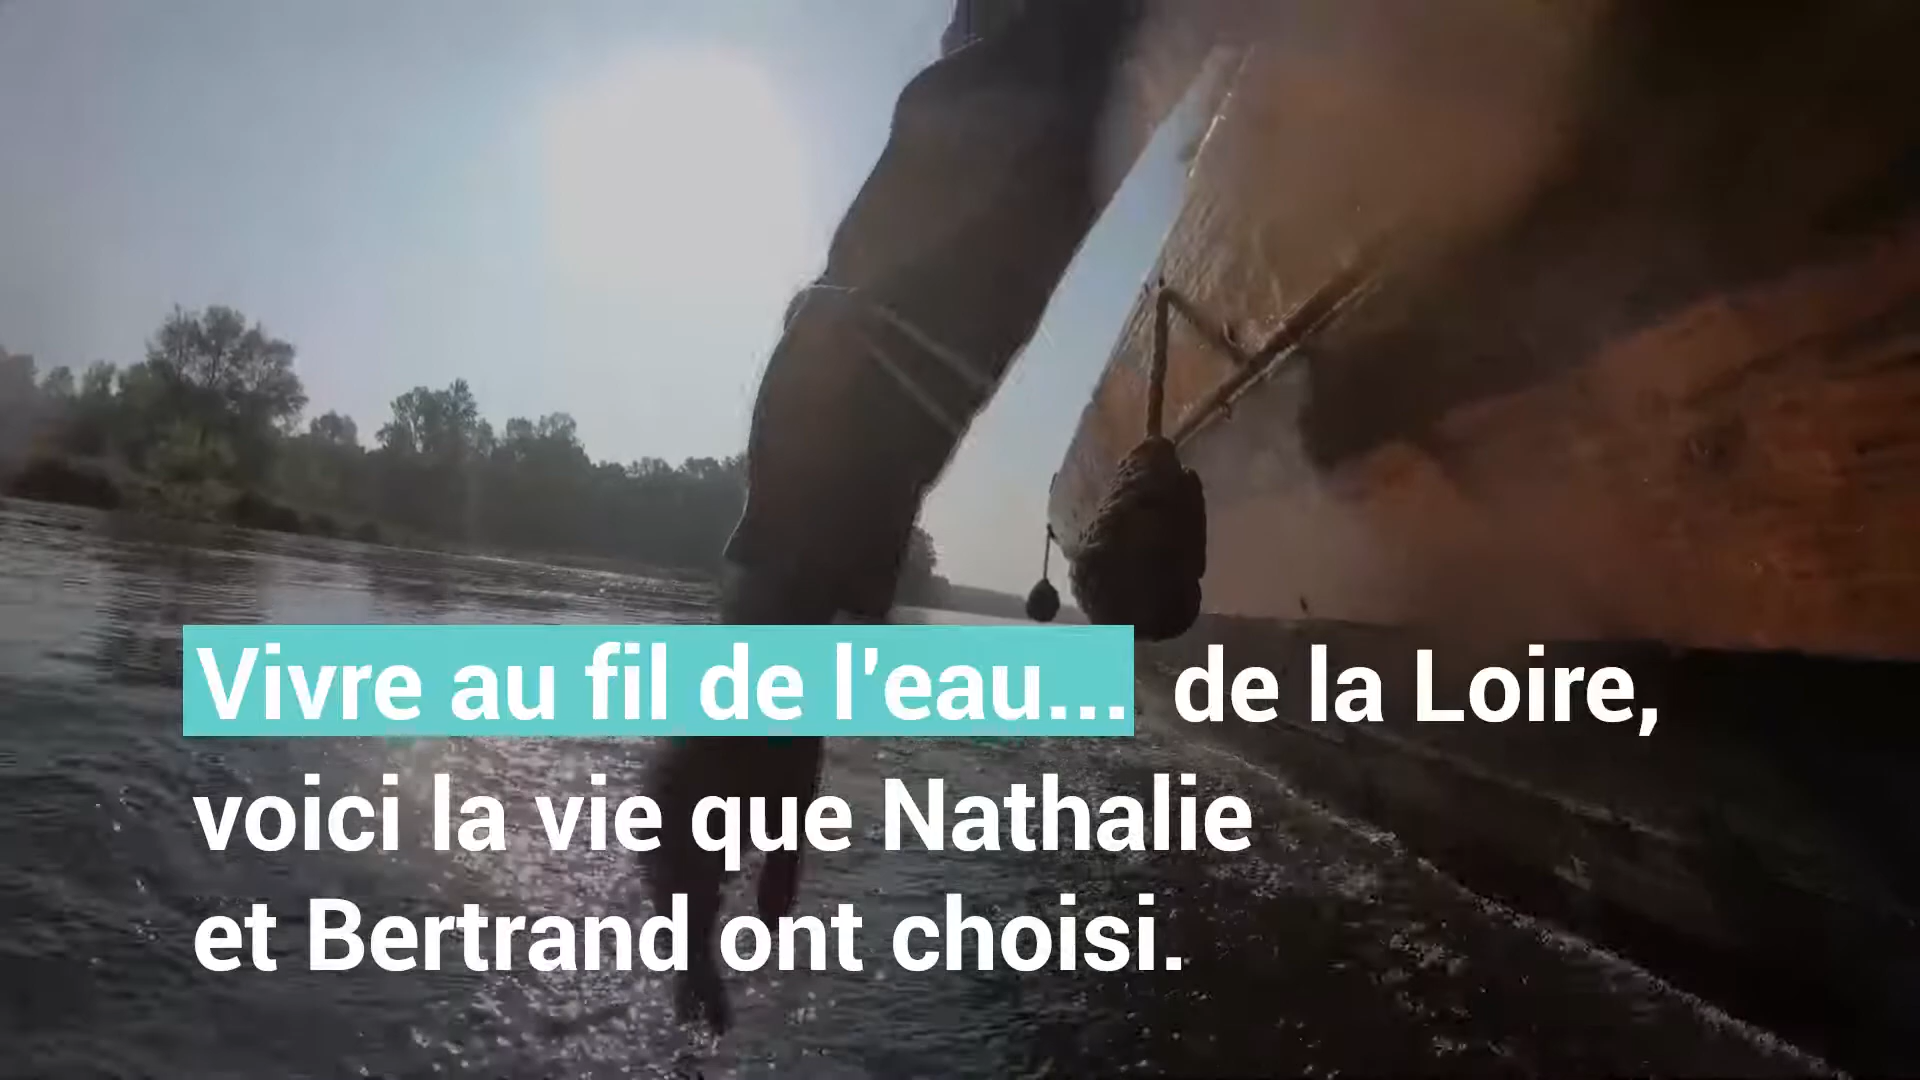 Vivre au fil de l'eau... de la Loire,
voici la vie que Nathalie
et Bertrand ont choisi.